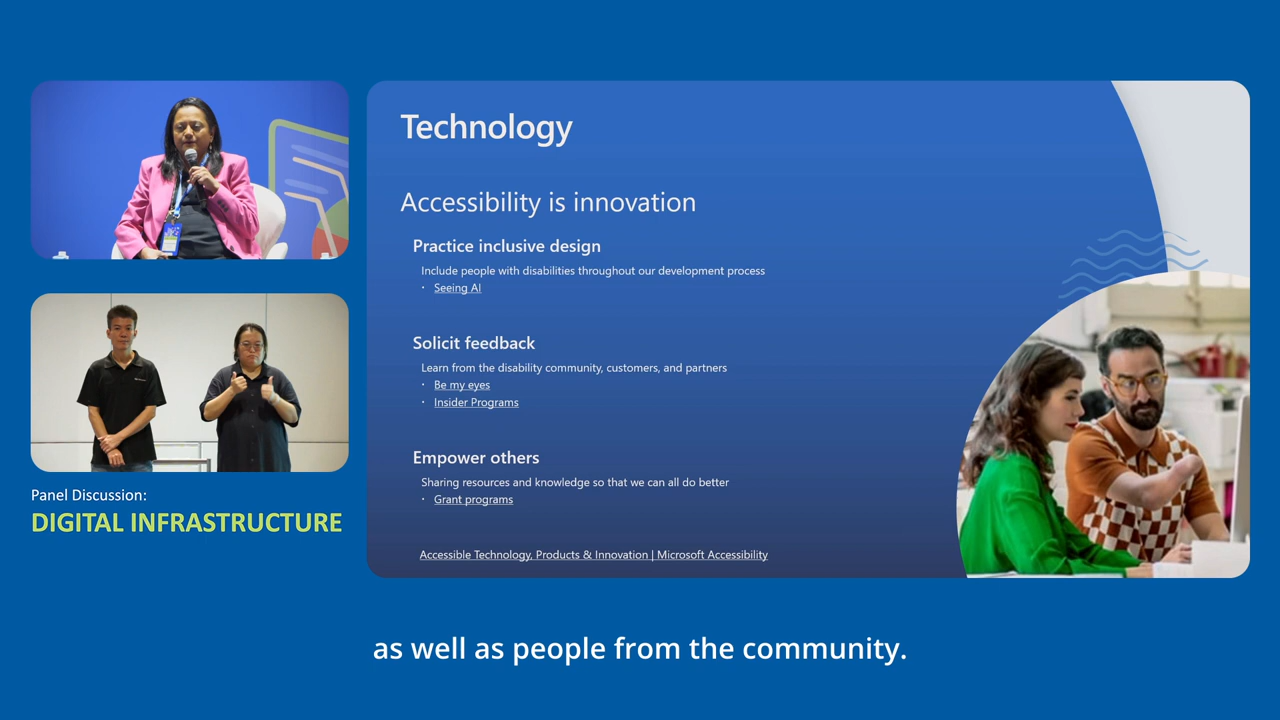 Technology
Accessibility is innovation
Practice inclusive design
Include people with disabilities throughout our development process
· Seeing AI
Solicit feedback
Learn from the disability community, customers, and partners
· Be my eyes
· Insider Programs
Empower others
Sharing resources and knowledge so that we can all do better
· Grant programs
Accessible Technology, Products & Innovation | Microsoft Accessibility
Panel Discussion:
DIGITAL INFRASTRUCTURE
as well as people from the community.